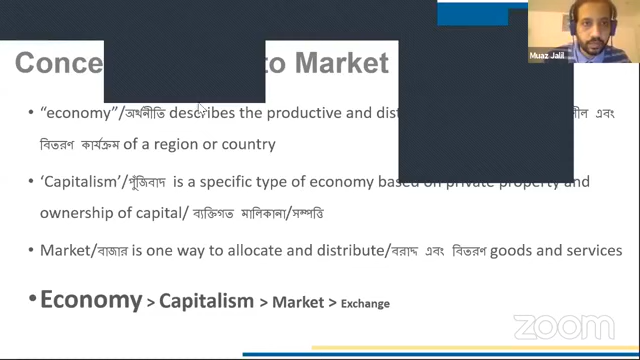 Muaz Jalil
Conce to Market
• “economy”/অর্থনীতি describes the productive and dist এবং
বিতরণ কার্যক্রম of a region or country
• ‘Capitalism’/পুঁজিবাদ is a specific type of economy based on private property and
ownership of capital/ ব্যক্তিগত মালিকানা/সম্পত্তি
• Market/বাজার is one way to allocate and distribute/বরাদ্দ এবং বিতরণ goods and services
• Economy > Capitalism > Market > Exchange
zoom